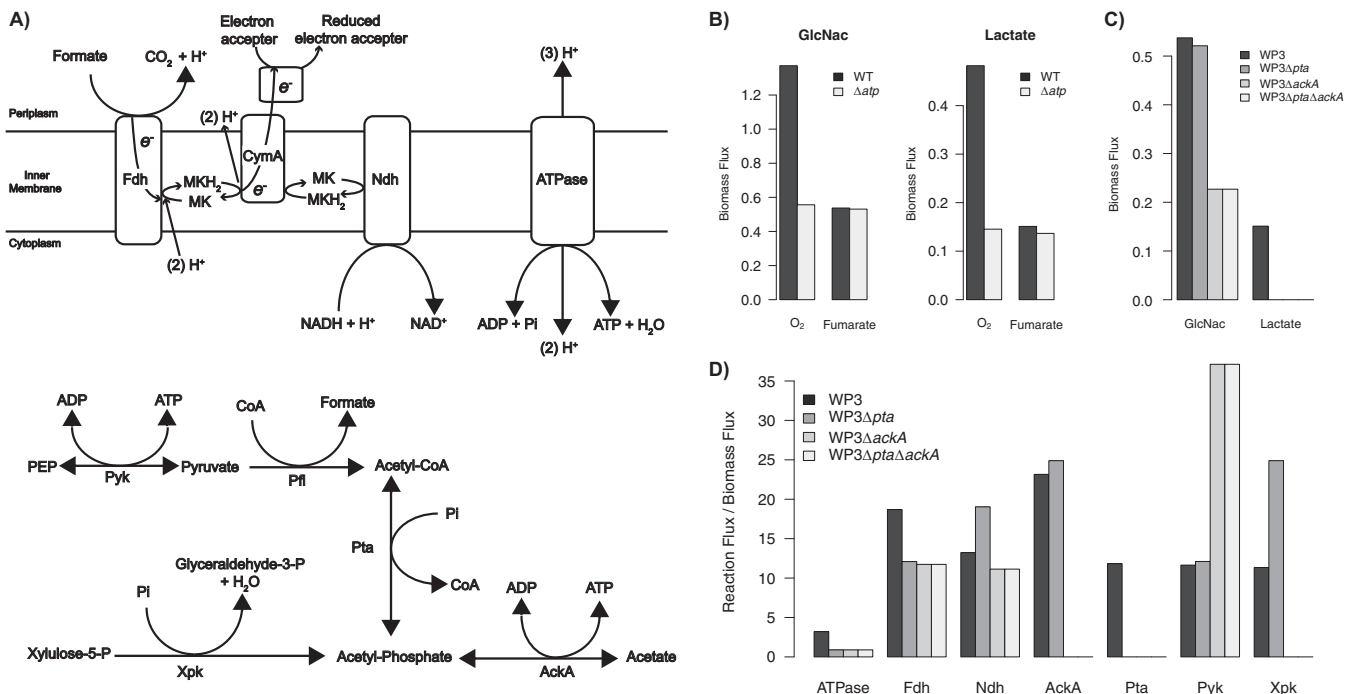 A)
Electron
accepter
Reduced
electron accepter
Formate
CO2 + H+
(3) H+
e-
Periplasm
(2) H+
e-
CymA
Inner
Membrane
Fdh
MKH2
MK
e-
MK
MKH2
Ndh
ATPase
Cytoplasm
(2) H+
NADH + H+
NAD+
ADP + Pi
ATP + H2O
(2) H+
ADP
ATP
CoA
Formate
PEP
Pyk
Pyruvate
Pfl
Acetyl-CoA
Pta
Pi
CoA
Glyceraldehyde-3-P
+ H2O
Pi
ADP
ATP
Xylulose-5-P
Xpk
Acetyl-Phosphate
AckA
Acetate
B)
GlcNac
Biomass Flux
1.2
1.0
0.8
0.6
0.4
0.2
0.0
WT
Δatp
O2
Fumarate
Lactate
Biomass Flux
0.4
0.3
0.2
0.1
0.0
WT
Δatp
O2
Fumarate
C)
Biomass Flux
0.5
0.4
0.3
0.2
0.1
0.0
WP3
WP3Δpta
WP3ΔackA
WP3ΔptaΔackA
GlcNac
Lactate
D)
Reaction Flux / Biomass Flux
35
30
25
20
15
10
5
0
WP3
WP3Δpta
WP3ΔackA
WP3ΔptaΔackA
ATPase
Fdh
Ndh
AckA
Pta
Pyk
Xpk